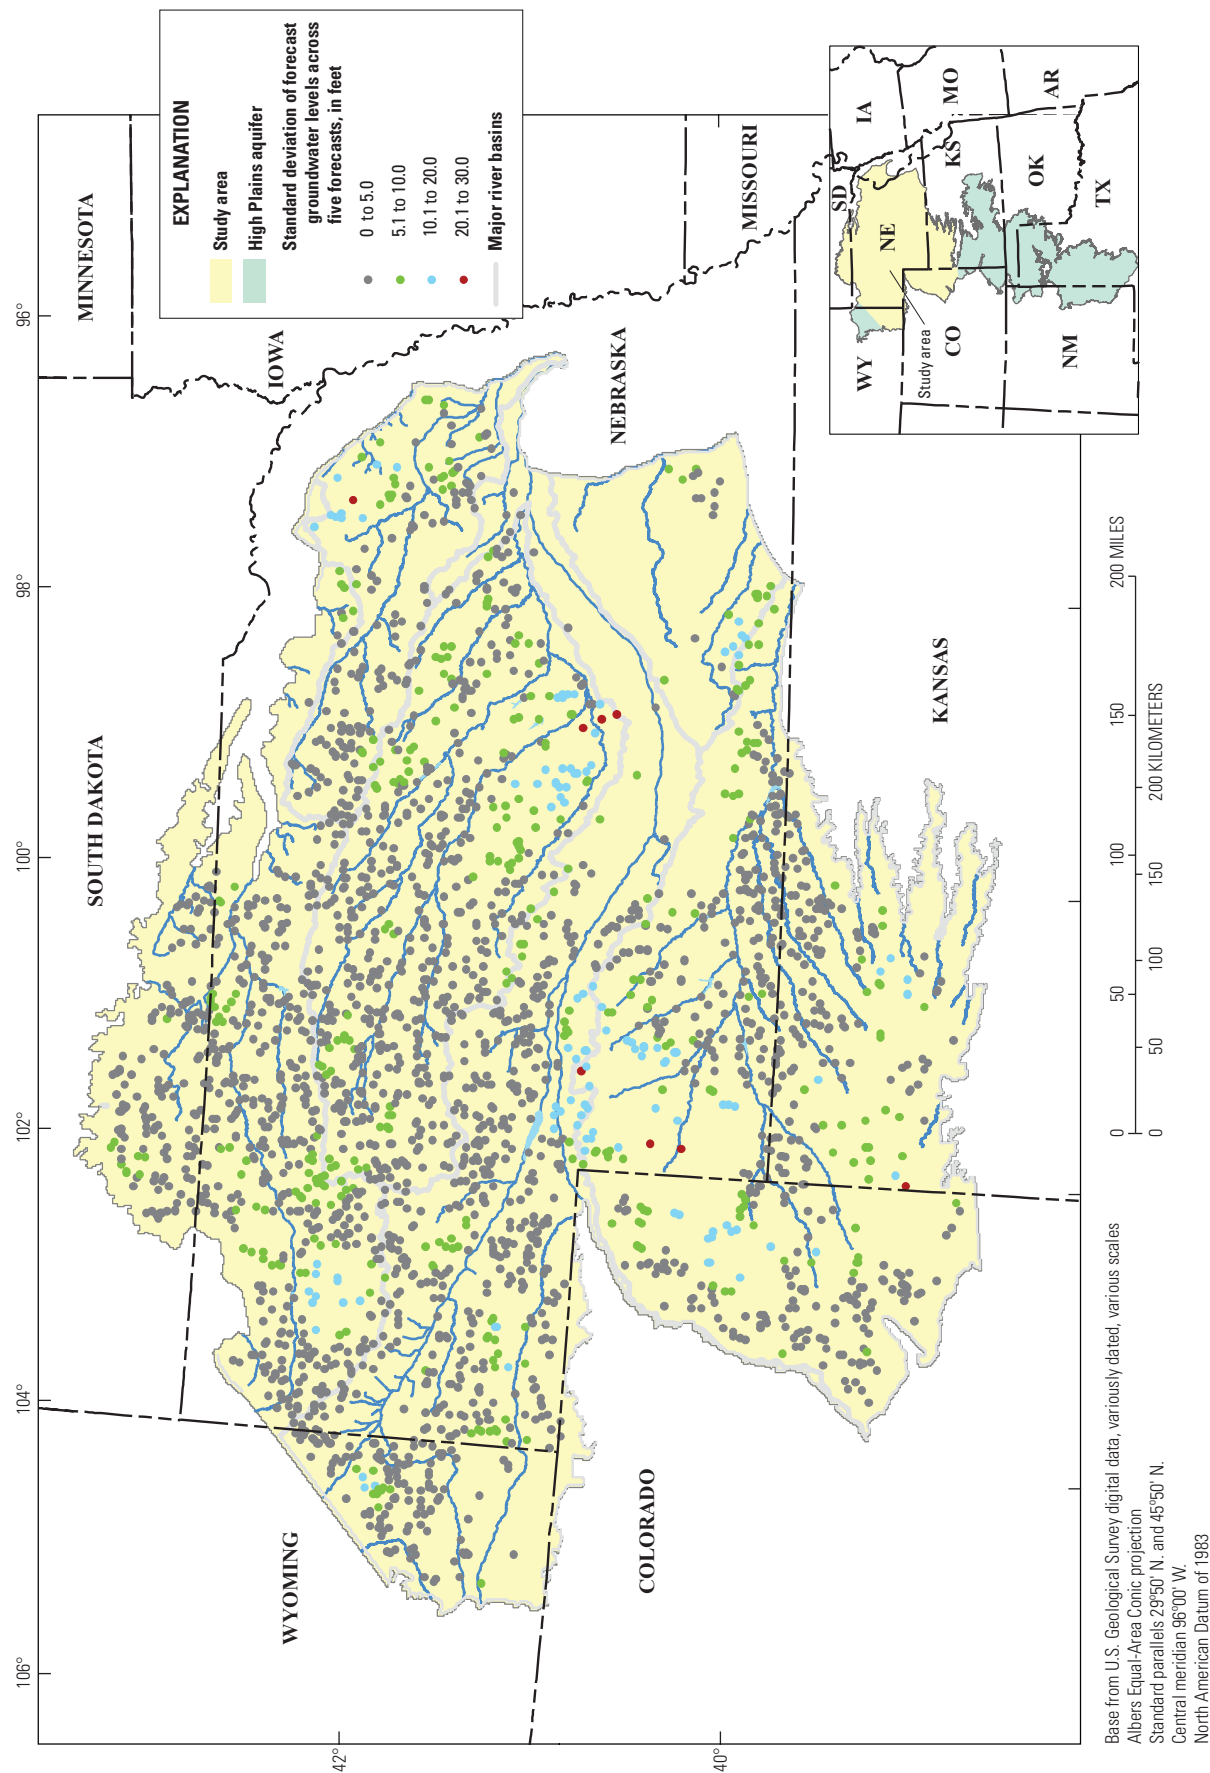 EXPLANATION
Study area
High Plains aquifer
Standard deviation of forecast
groundwater levels across
five forecasts, in feet
0 to 5.0
5.1 to 10.0
10.1 to 20.0
20.1 to 30.0
Major river basins
106°
104°
102°
100°
98°
96°
42°
40°
SOUTH DAKOTA
MINNESOTA
IOWA
WYOMING
NEBRASKA
MISSOURI
COLORADO
KANSAS
SD
IA
WY
NE
MO
Study area
CO
KS
NM
OK
AR
TX
0
50
100
150
200 MILES
0
50
100
150
200 KILOMETERS
Base from U.S. Geological Survey digital data, variously dated, various scales
Albers Equal-Area Conic projection
Standard parallels 29°50' N. and 45°50' N.
Central meridian 96°00' W.
North American Datum of 1983